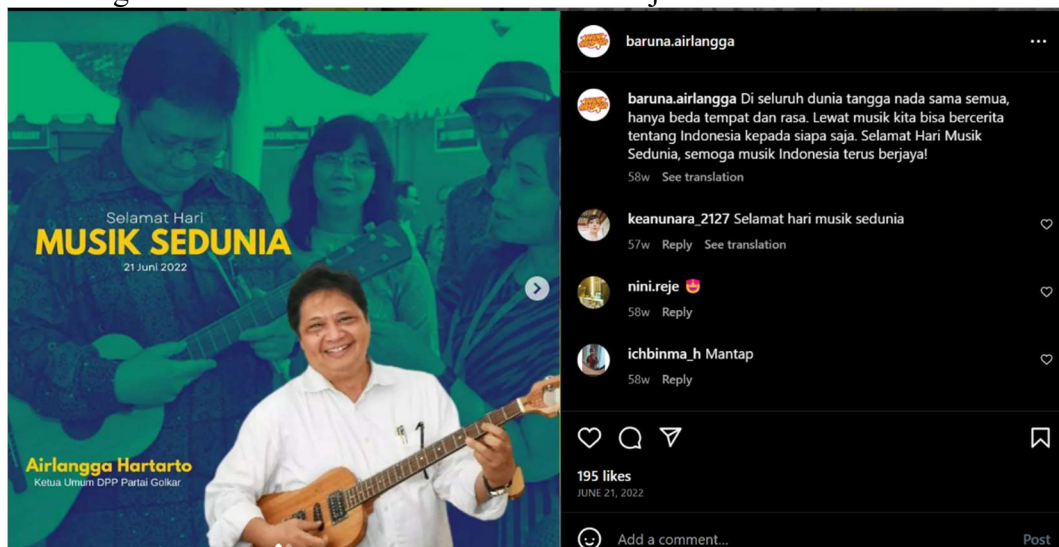 Selamat Hari
MUSIK SEDUNIA
21 Juni 2022
Airlangga Hartarto
Ketua Umum DPP Partai Golkar
baruna.airlangga
baruna.airlangga Di seluruh dunia tangga nada sama semua,
hanya beda tempat dan rasa. Lewat musik kita bisa bercerita
tentang Indonesia kepada siapa saja. Selamat Hari Musik
Sedunia, semoga musik Indonesia terus berjaya!
58w See translation
keanunara_2127 Selamat hari musik sedunia
57w Reply See translation
nini.reje 😍
58w Reply
ichbinma_h Mantap
58w Reply
195 likes
JUNE 21, 2022
Add a comment...
Post